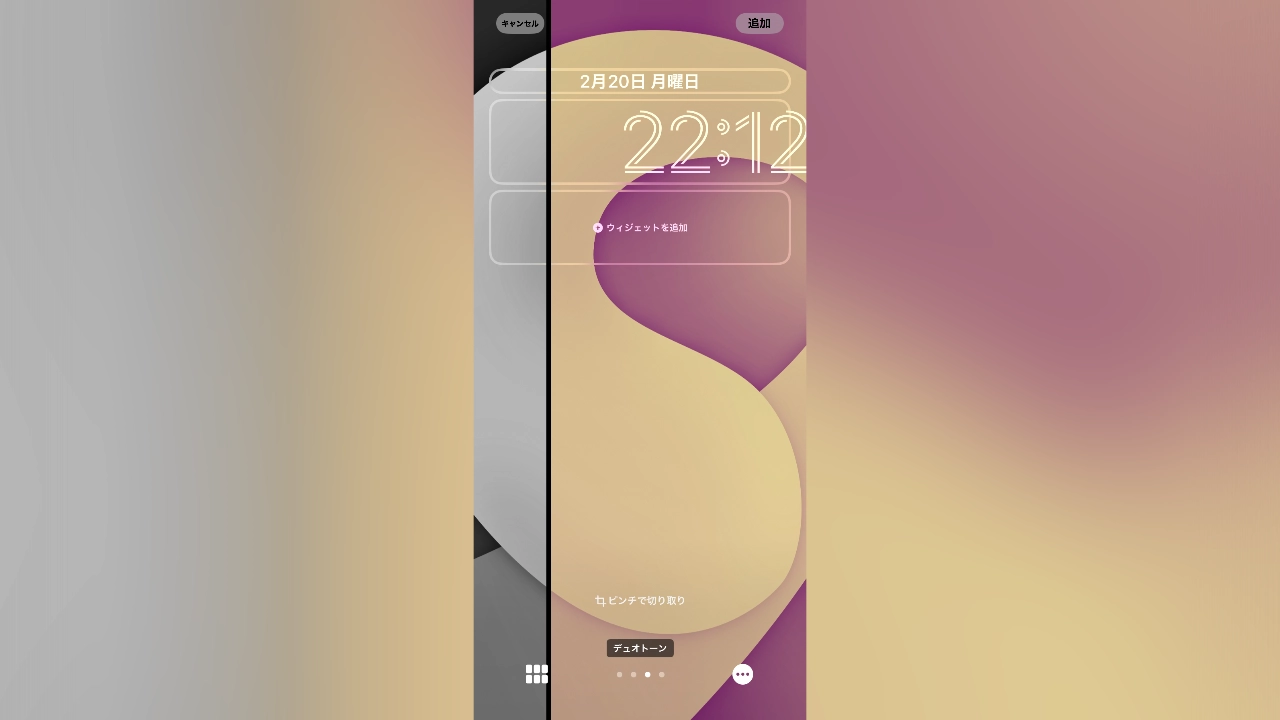 キャンセル
追加
2月20日 月曜日
22:12
ウィジェットを追加
ピンチで切り取り
デュオトーン